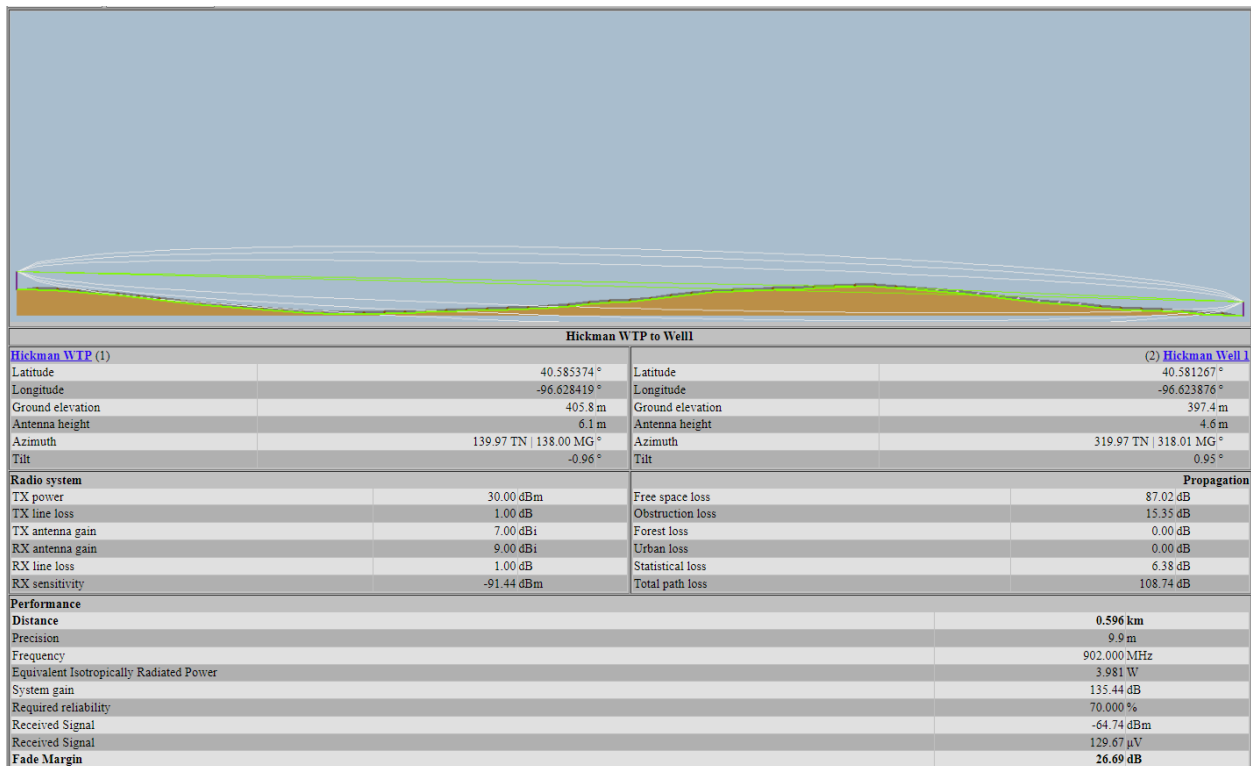 Hickman WTP to Well1
Hickman WTP (1) (2) Hickman Well 1
Latitude 40.585374 ° Latitude 40.581267 °
Longitude -96.628419 ° Longitude -96.623876 °
Ground elevation 405.8 m Ground elevation 397.4 m
Antenna height 6.1 m Antenna height 4.6 m
Azimuth 139.97 TN | 138.00 MG ° Azimuth 319.97 TN | 318.01 MG °
Tilt -0.96 ° Tilt 0.95 °
Radio system Propagation
TX power 30.00 dBm Free space loss 87.02 dB
TX line loss 1.00 dB Obstruction loss 15.35 dB
TX antenna gain 7.00 dBi Forest loss 0.00 dB
RX antenna gain 9.00 dBi Urban loss 0.00 dB
RX line loss 1.00 dB Statistical loss 6.38 dB
RX sensitivity -91.44 dBm Total path loss 108.74 dB
Performance
Distance 0.596 km
Precision 9.9 m
Frequency 902.000 MHz
Equivalent Isotropically Radiated Power 3.981 W
System gain 135.44 dB
Required reliability 70.000 %
Received Signal -64.74 dBm
Received Signal 129.67 µV
Fade Margin 26.69 dB